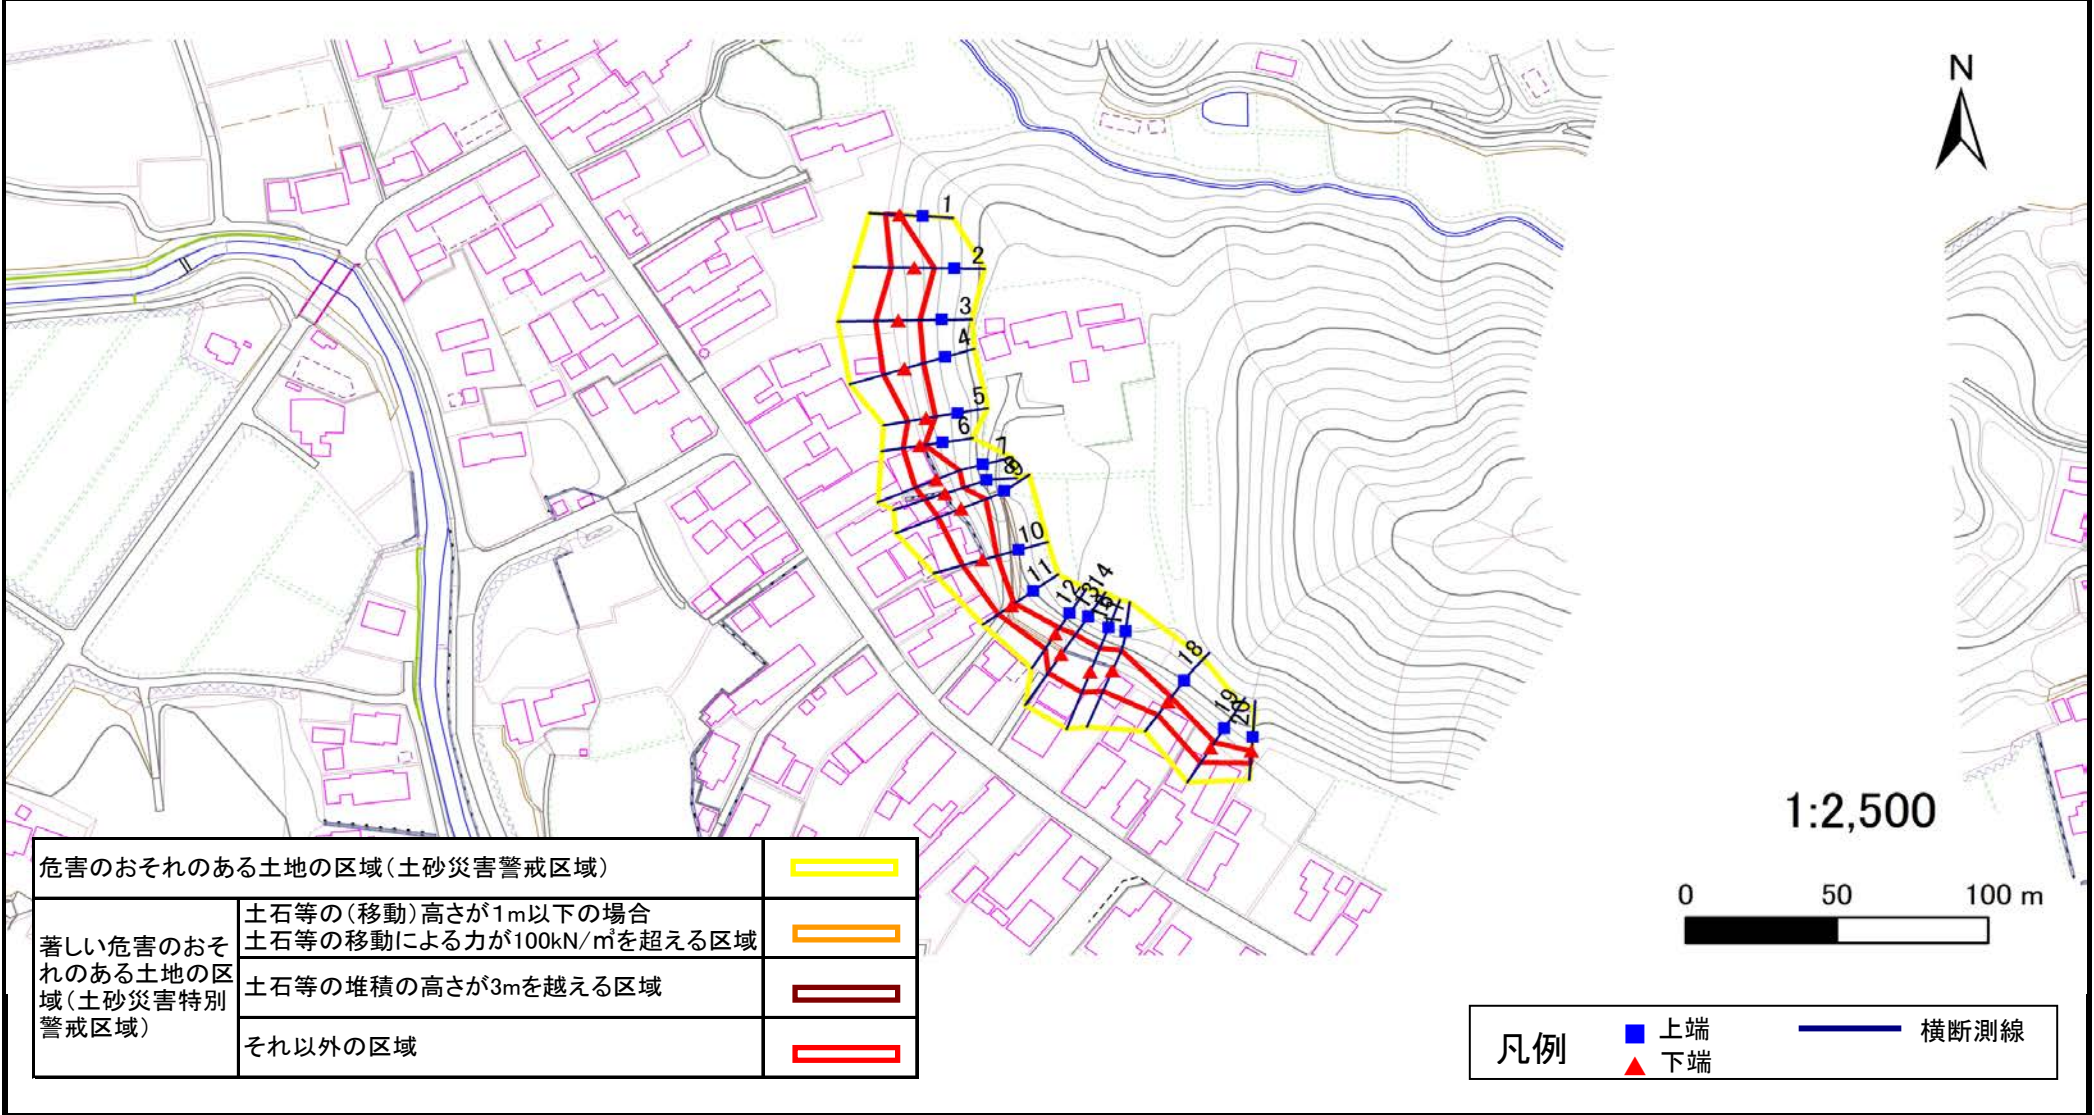 N
1
2
3
4
5
6
7
8
9
10
11
12
13
14
18
19
20
1:2,500
0 50 100 m
危害のおそれのある土地の区域(土砂災害警戒区域)
著しい危害のおそ
れのある土地の区
域(土砂災害特別
警戒区域)
土石等の(移動)高さが1m以下の場合
土石等の移動による力が100kN/㎡を超える区域
土石等の堆積の高さが3mを越える区域
それ以外の区域
凡例
上端
下端
横断測線